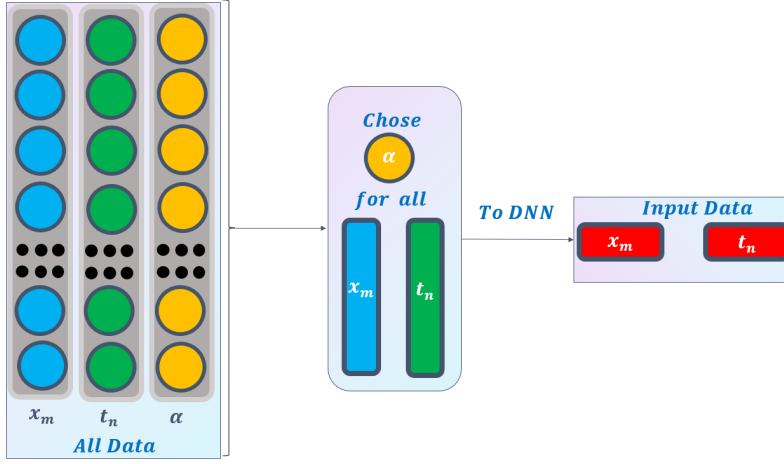 x_m t_n α
All Data
Chose
α
for all
x_m t_n
To DNN
Input Data
x_m t_n